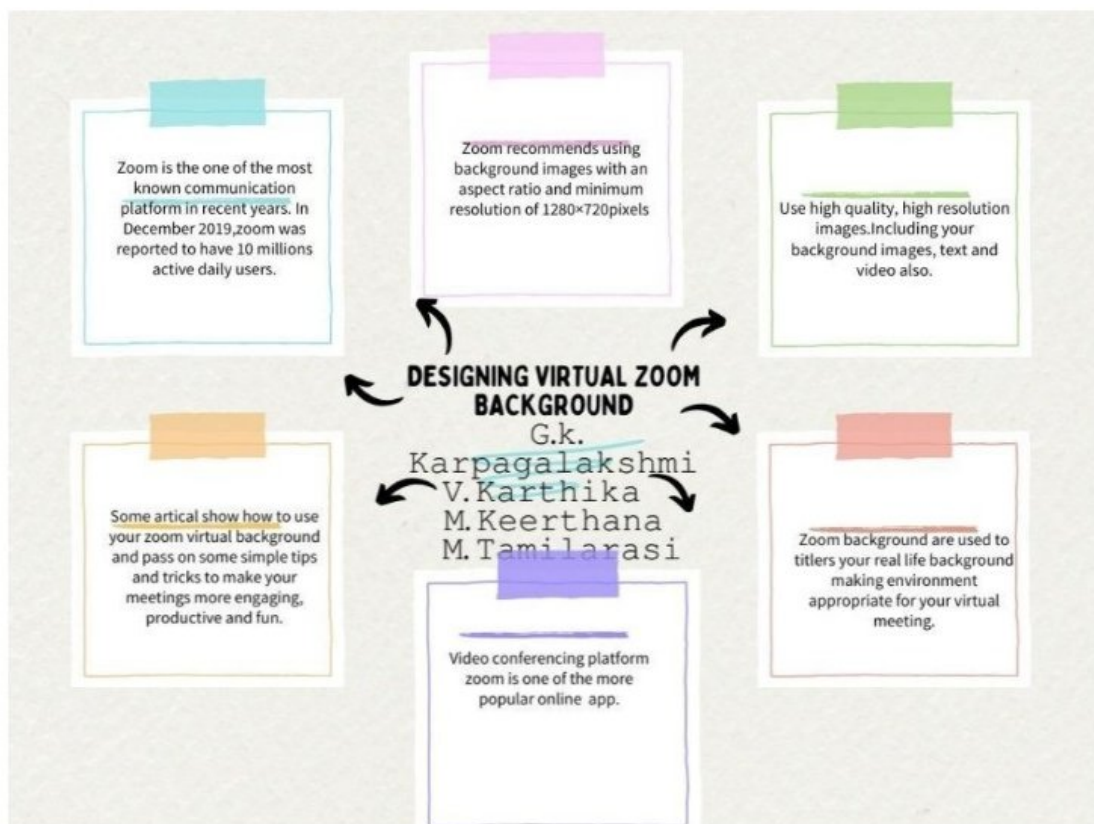 Zoom is the one of the most
known communication
platform in recent years. In
December 2019,zoom was
reported to have 10 millions
active daily users.
Zoom recommends using
background images with an
aspect ratio and minimum
resolution of 1280×720pixels
Use high quality, high resolution
images.Including your
background images, text and
video also.
DESIGNING VIRTUAL ZOOM
BACKGROUND
G.k.
Karpagalakshmi
V.Karthika
M.Keerthana
M.Tamilarasi
Some artical show how to use
your zoom virtual background
and pass on some simple tips
and tricks to make your
meetings more engaging,
productive and fun.
Zoom background are used to
titlers your real life background
making environment
appropriate for your virtual
meeting.
Video conferencing platform
zoom is one of the more
popular online app.